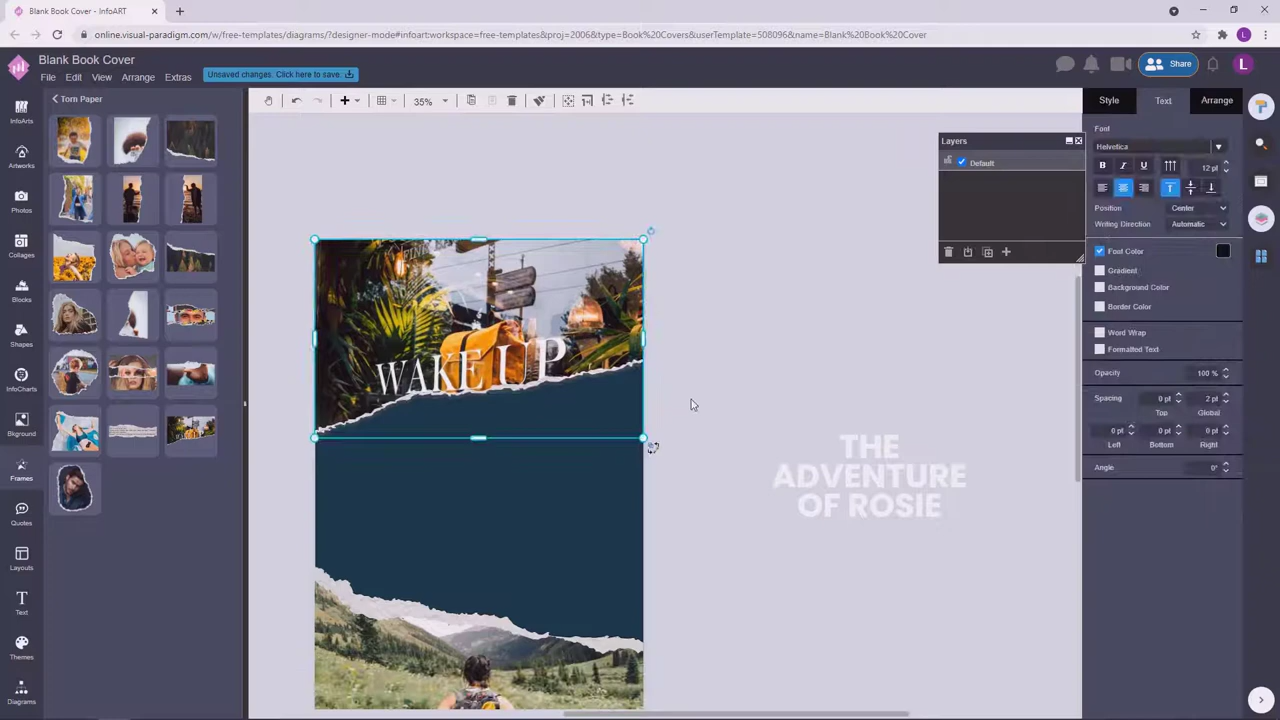 Blank Book Cover - InfoART
online.visual-paradigm.com/w/free-templates/diagrams/?designer-mode#infoart:workspace=free-templates&proj=2006&type=Book%20Covers&userTemplate=508096&name=Blank%20Book%20Cover
L
Blank Book Cover
File Edit View Arrange Extras
Unsaved changes. Click here to save.
Share
L
Torn Paper
35%
Style Text Arrange
InfoArts
Artworks
Photos
Collages
Blocks
Shapes
InfoCharts
Bkground
Frames
Quotes
Layouts
Text
Themes
Diagrams
WAKE UP
THE
ADVENTURE
OF ROSIE
Layers
Default
Font
Helvetica
B I U 12 pt
Position Center
Writing Direction Automatic
Font Color
Gradient
Background Color
Border Color
Word Wrap
Formatted Text
Opacity 100 %
Spacing 0 pt 2 pt
Top Global
0 pt 0 pt 0 pt
Left Bottom Right
Angle 0°